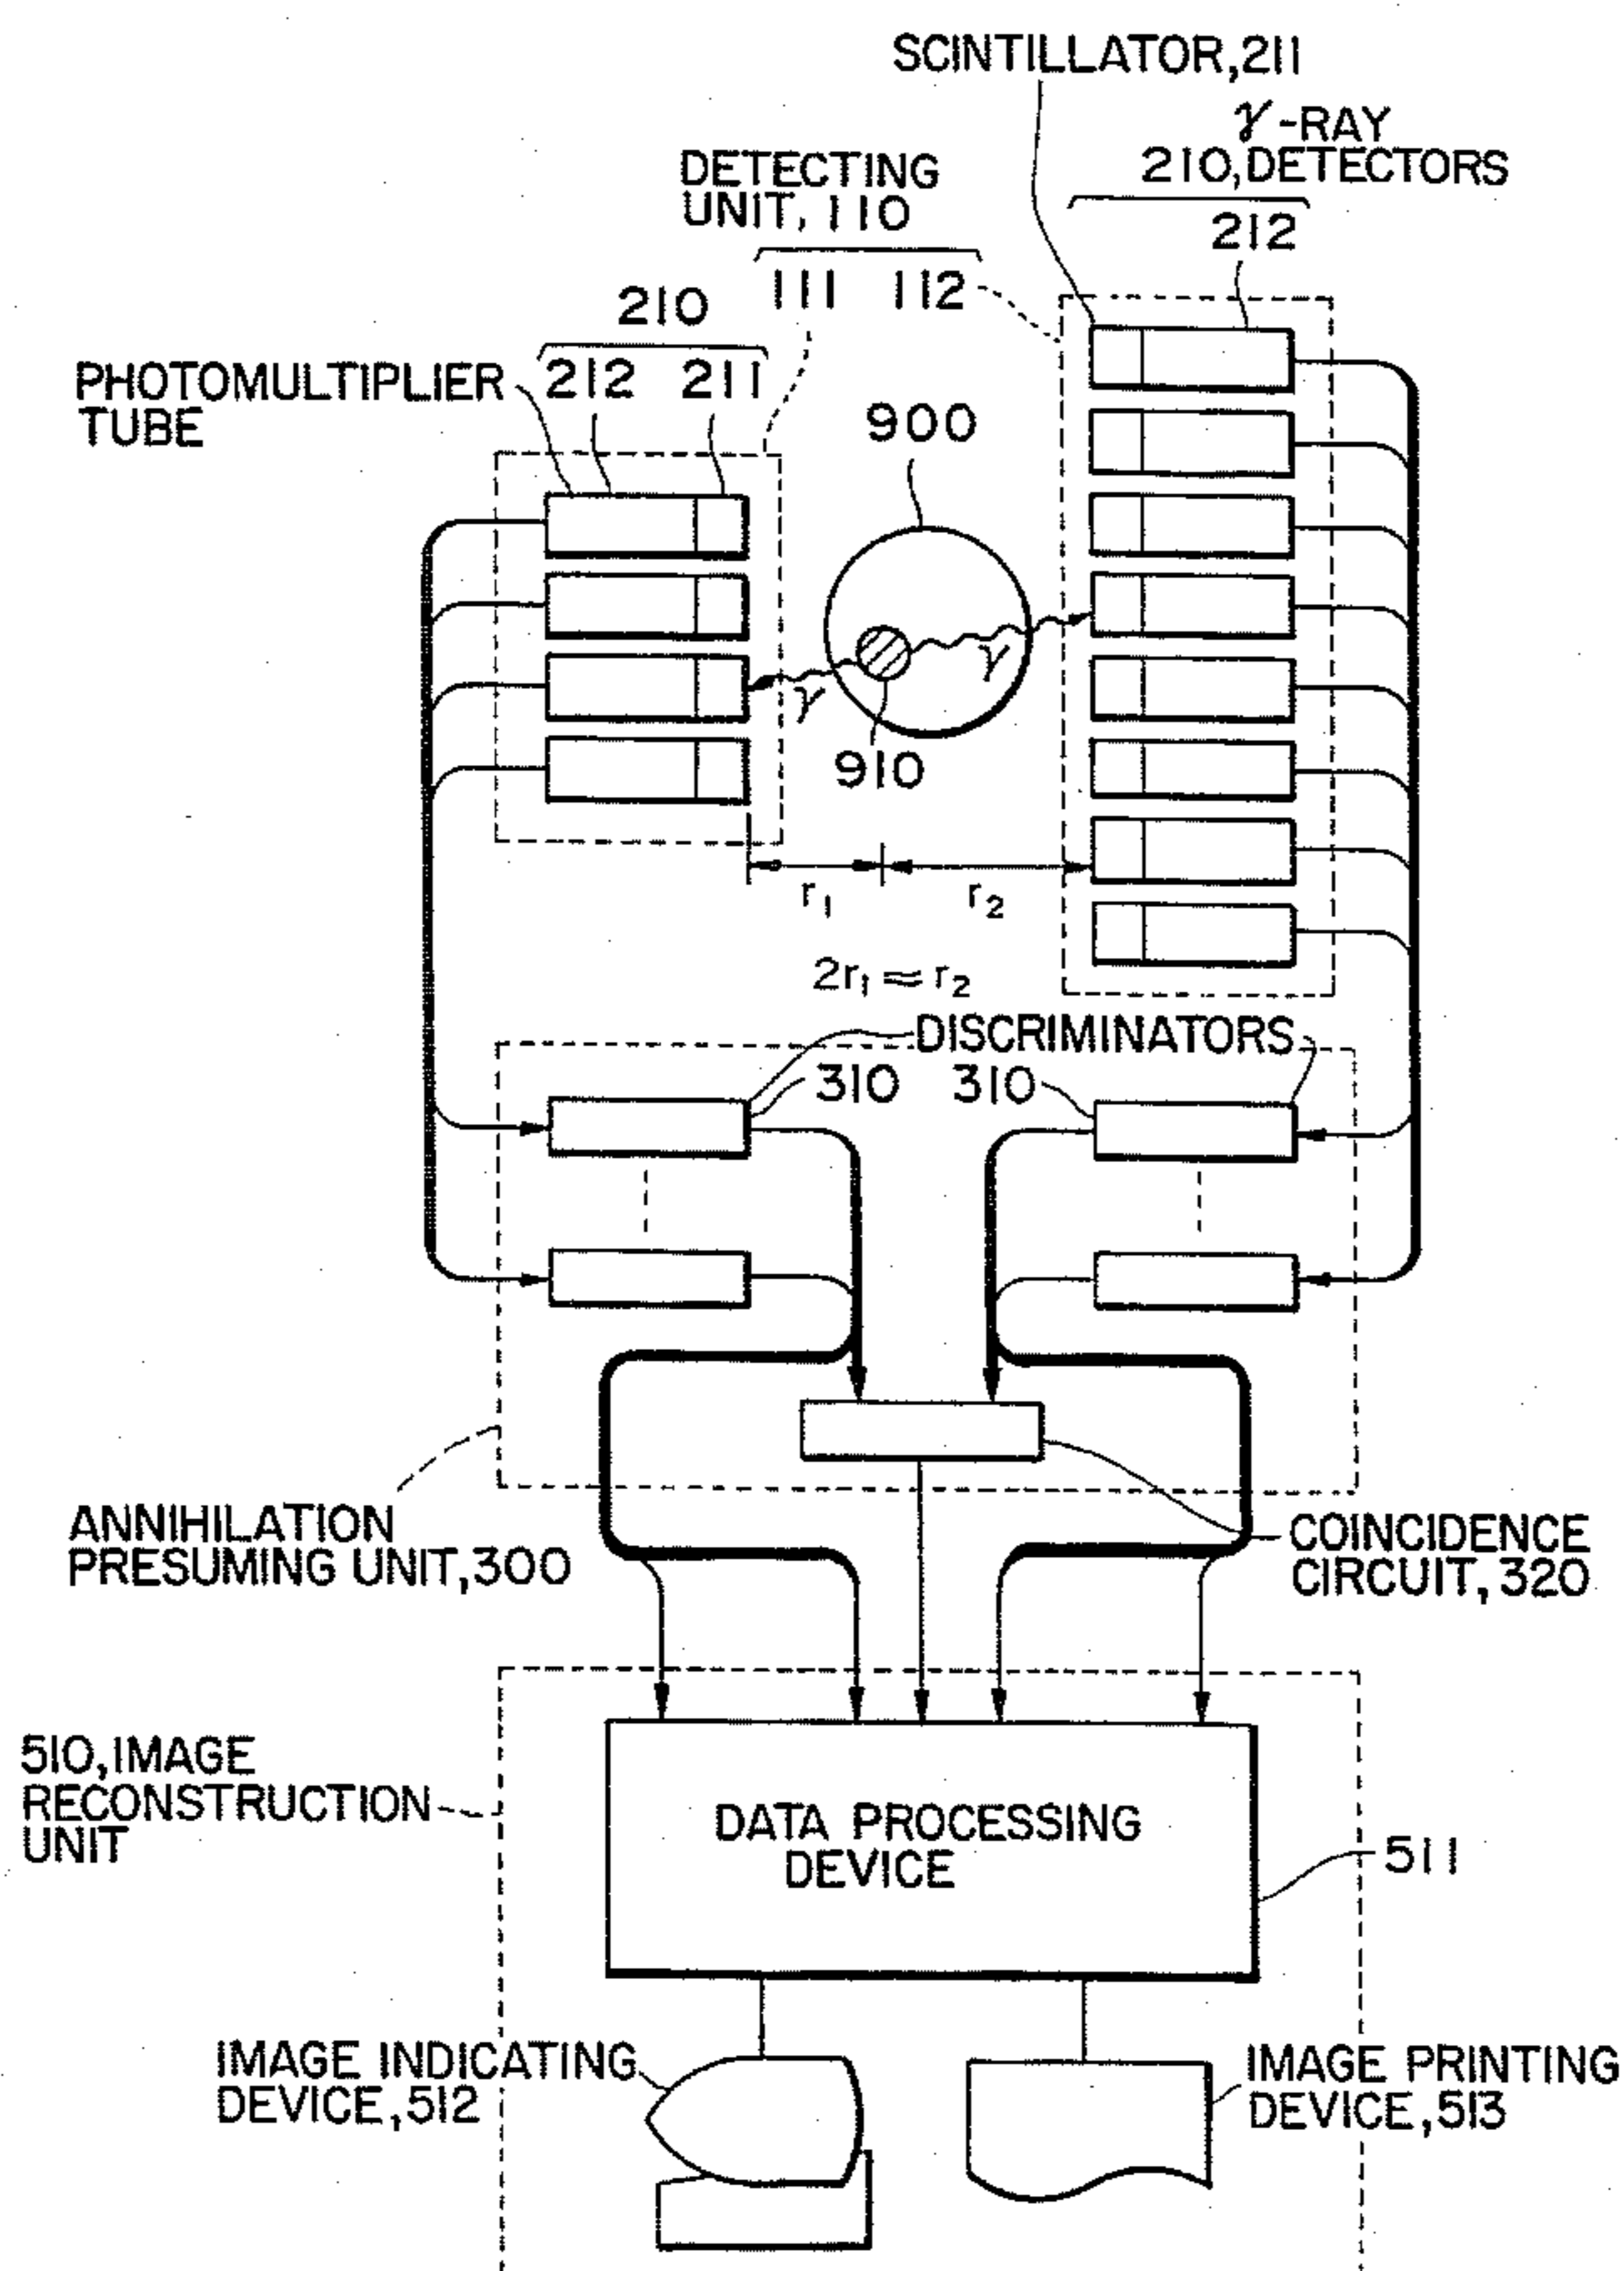 SCINTILLATOR,211
γ-RAY
210,DETECTORS
212
DETECTING
UNIT, 110
111 112
210
212 211
PHOTOMULTIPLIER
TUBE
900
γ
γ
910
r₁ r₂
2r₁≈r₂
DISCRIMINATORS
310 310
ANNIHILATION
PRESUMING UNIT,300
COINCIDENCE
CIRCUIT, 320
510,IMAGE
RECONSTRUCTION
UNIT
DATA PROCESSING
DEVICE
511
IMAGE INDICATING
DEVICE,512
IMAGE PRINTING
DEVICE,513